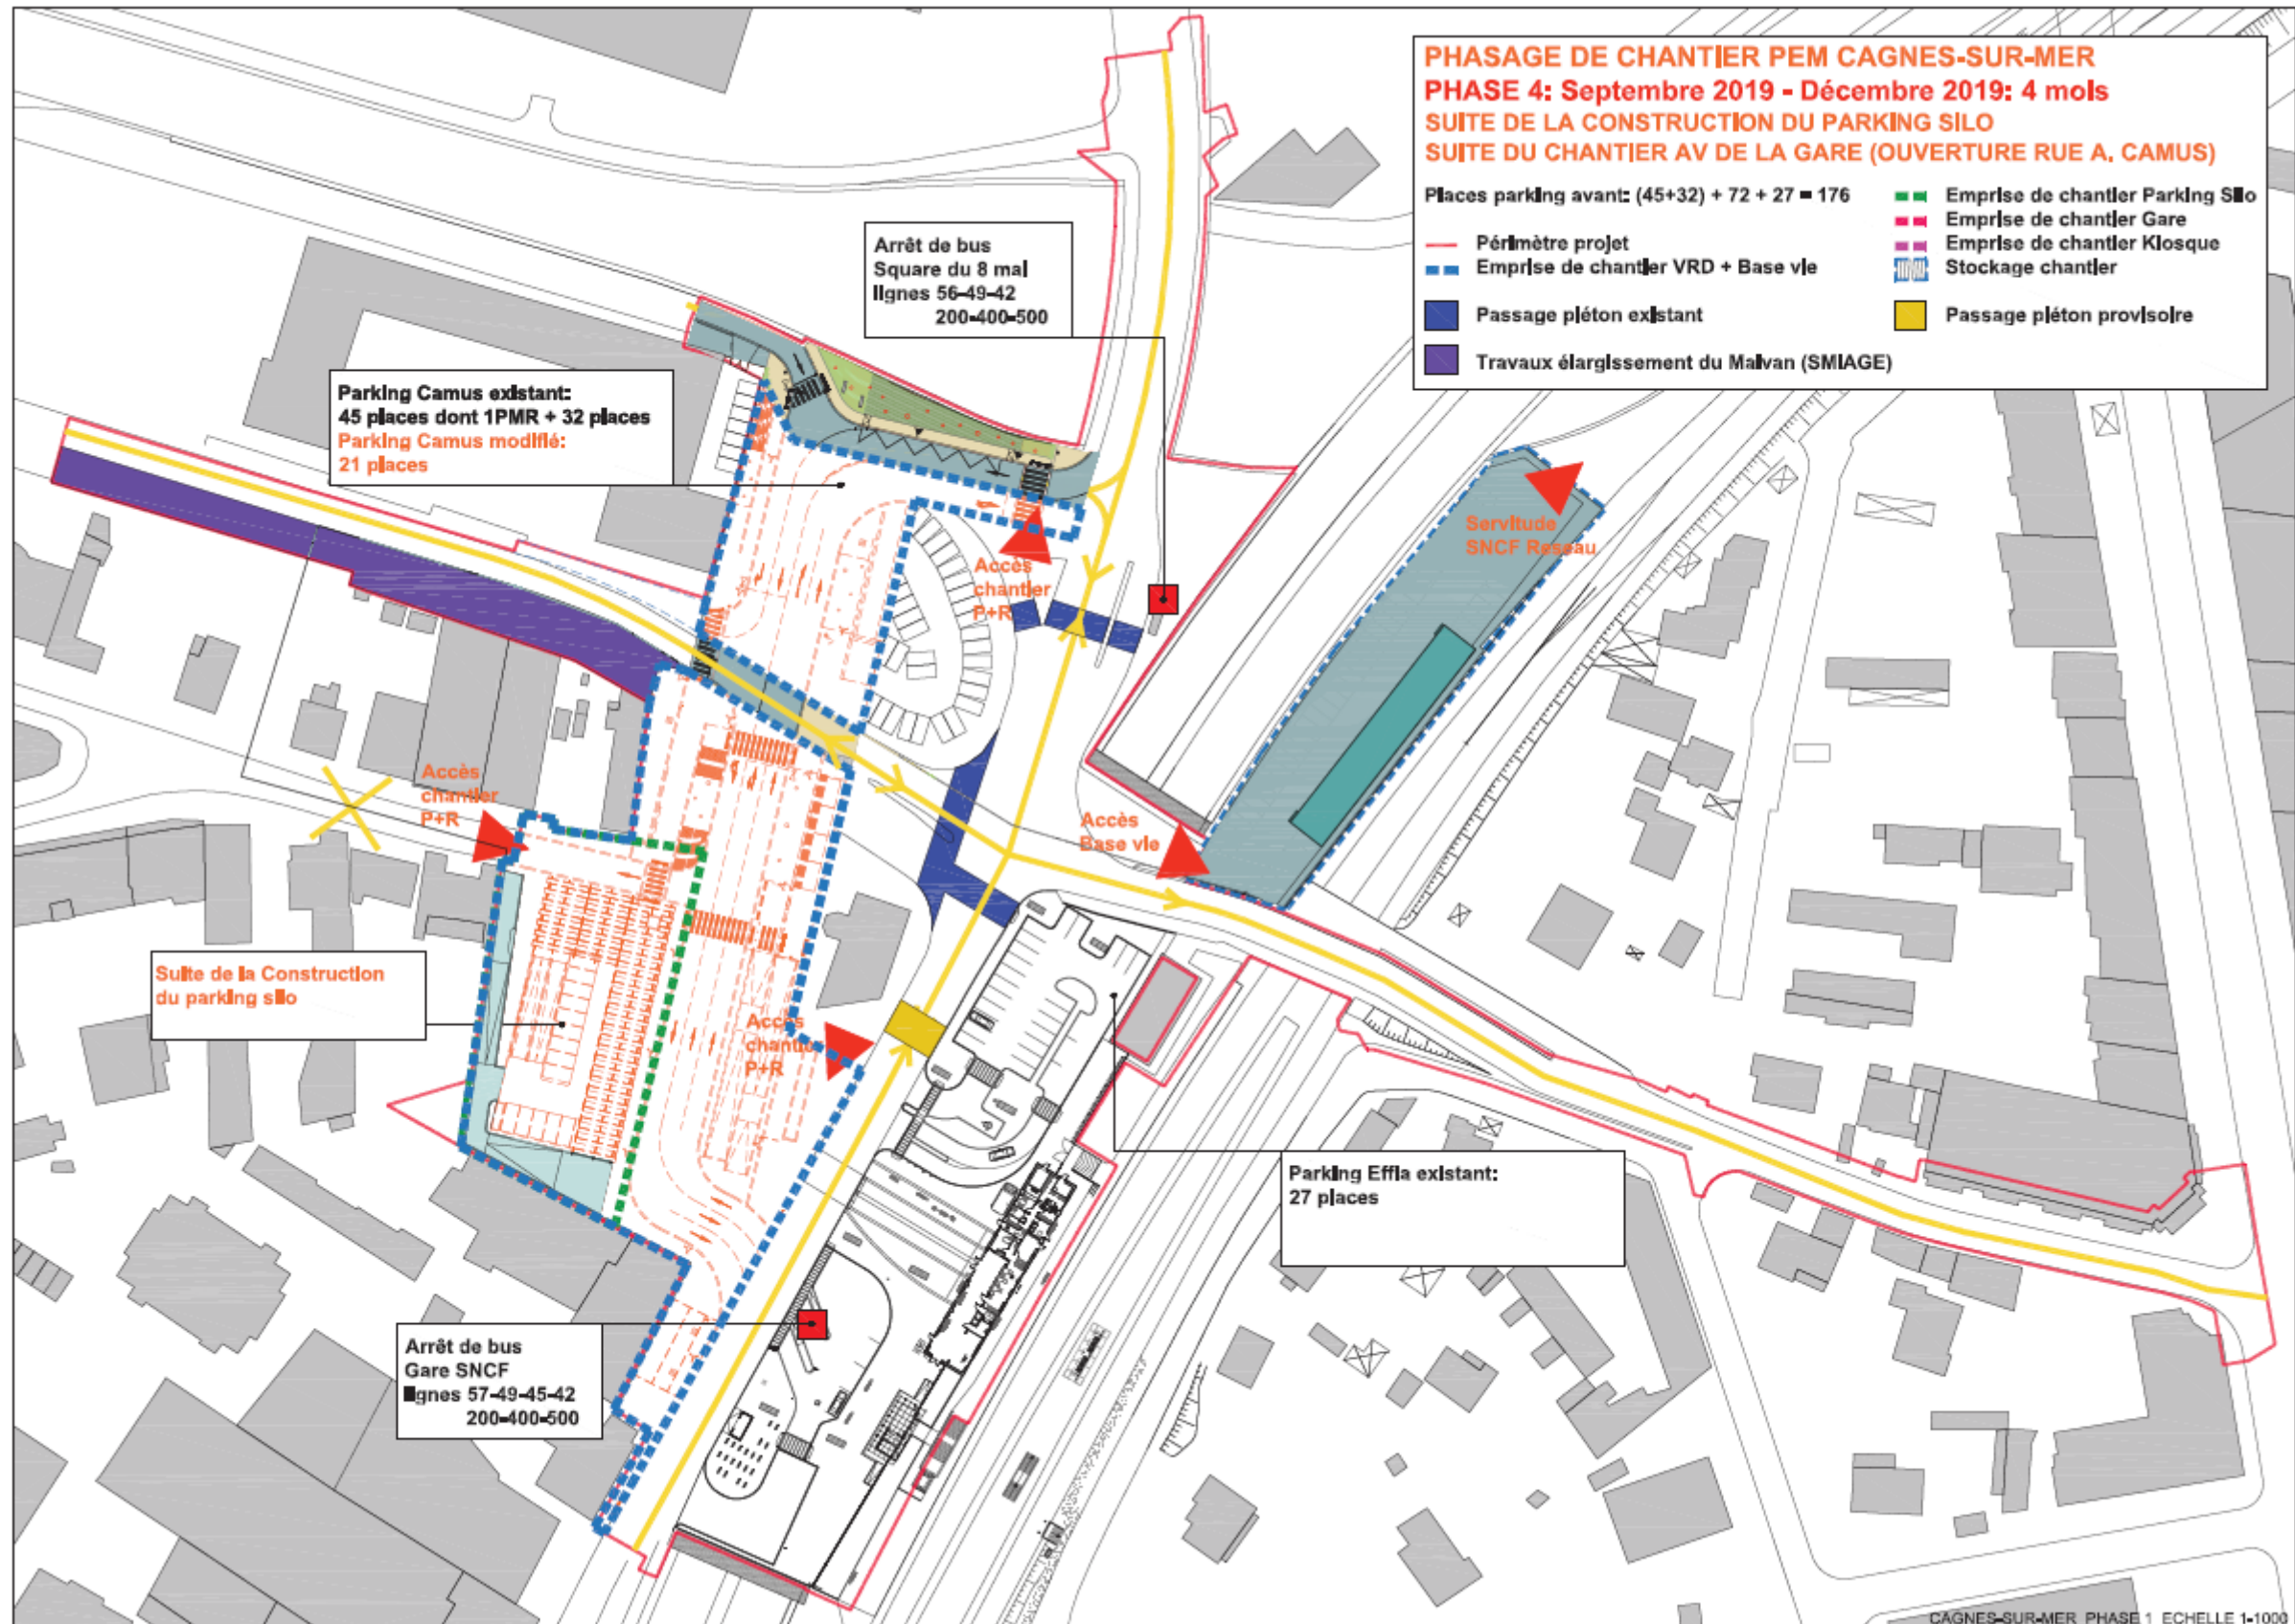 PHASAGE DE CHANTIER PEM CAGNES-SUR-MER
PHASE 4: Septembre 2019 - Décembre 2019: 4 mois
SUITE DE LA CONSTRUCTION DU PARKING SILO
SUITE DU CHANTIER AV DE LA GARE (OUVERTURE RUE A. CAMUS)
Places parking avant: (45+32) + 72 + 27 = 176
Périmètre projet
Emprise de chantier VRD + Base vie
Passage piéton existant
Travaux élargissement du Malvan (SMIAGE)
Emprise de chantier Parking Silo
Emprise de chantier Gare
Emprise de chantier Kiosque
Stockage chantier
Passage piéton provisoire
Arrêt de bus
Square du 8 mai
lignes 56-49-42
200-400-500
Parking Camus existant:
45 places dont 1PMR + 32 places
Parking Camus modifié:
21 places
Servitude
SNCF Reseau
Accès
chantier
P+R
Accès
chantier
P+R
Accès
Base vie
Suite de la Construction
du parking silo
Accès
chantier
P+R
Parking Effia existant:
27 places
Arrêt de bus
Gare SNCF
lignes 57-49-45-42
200-400-500
CAGNES-SUR-MER PHASE 1 ECHELLE 1-1000